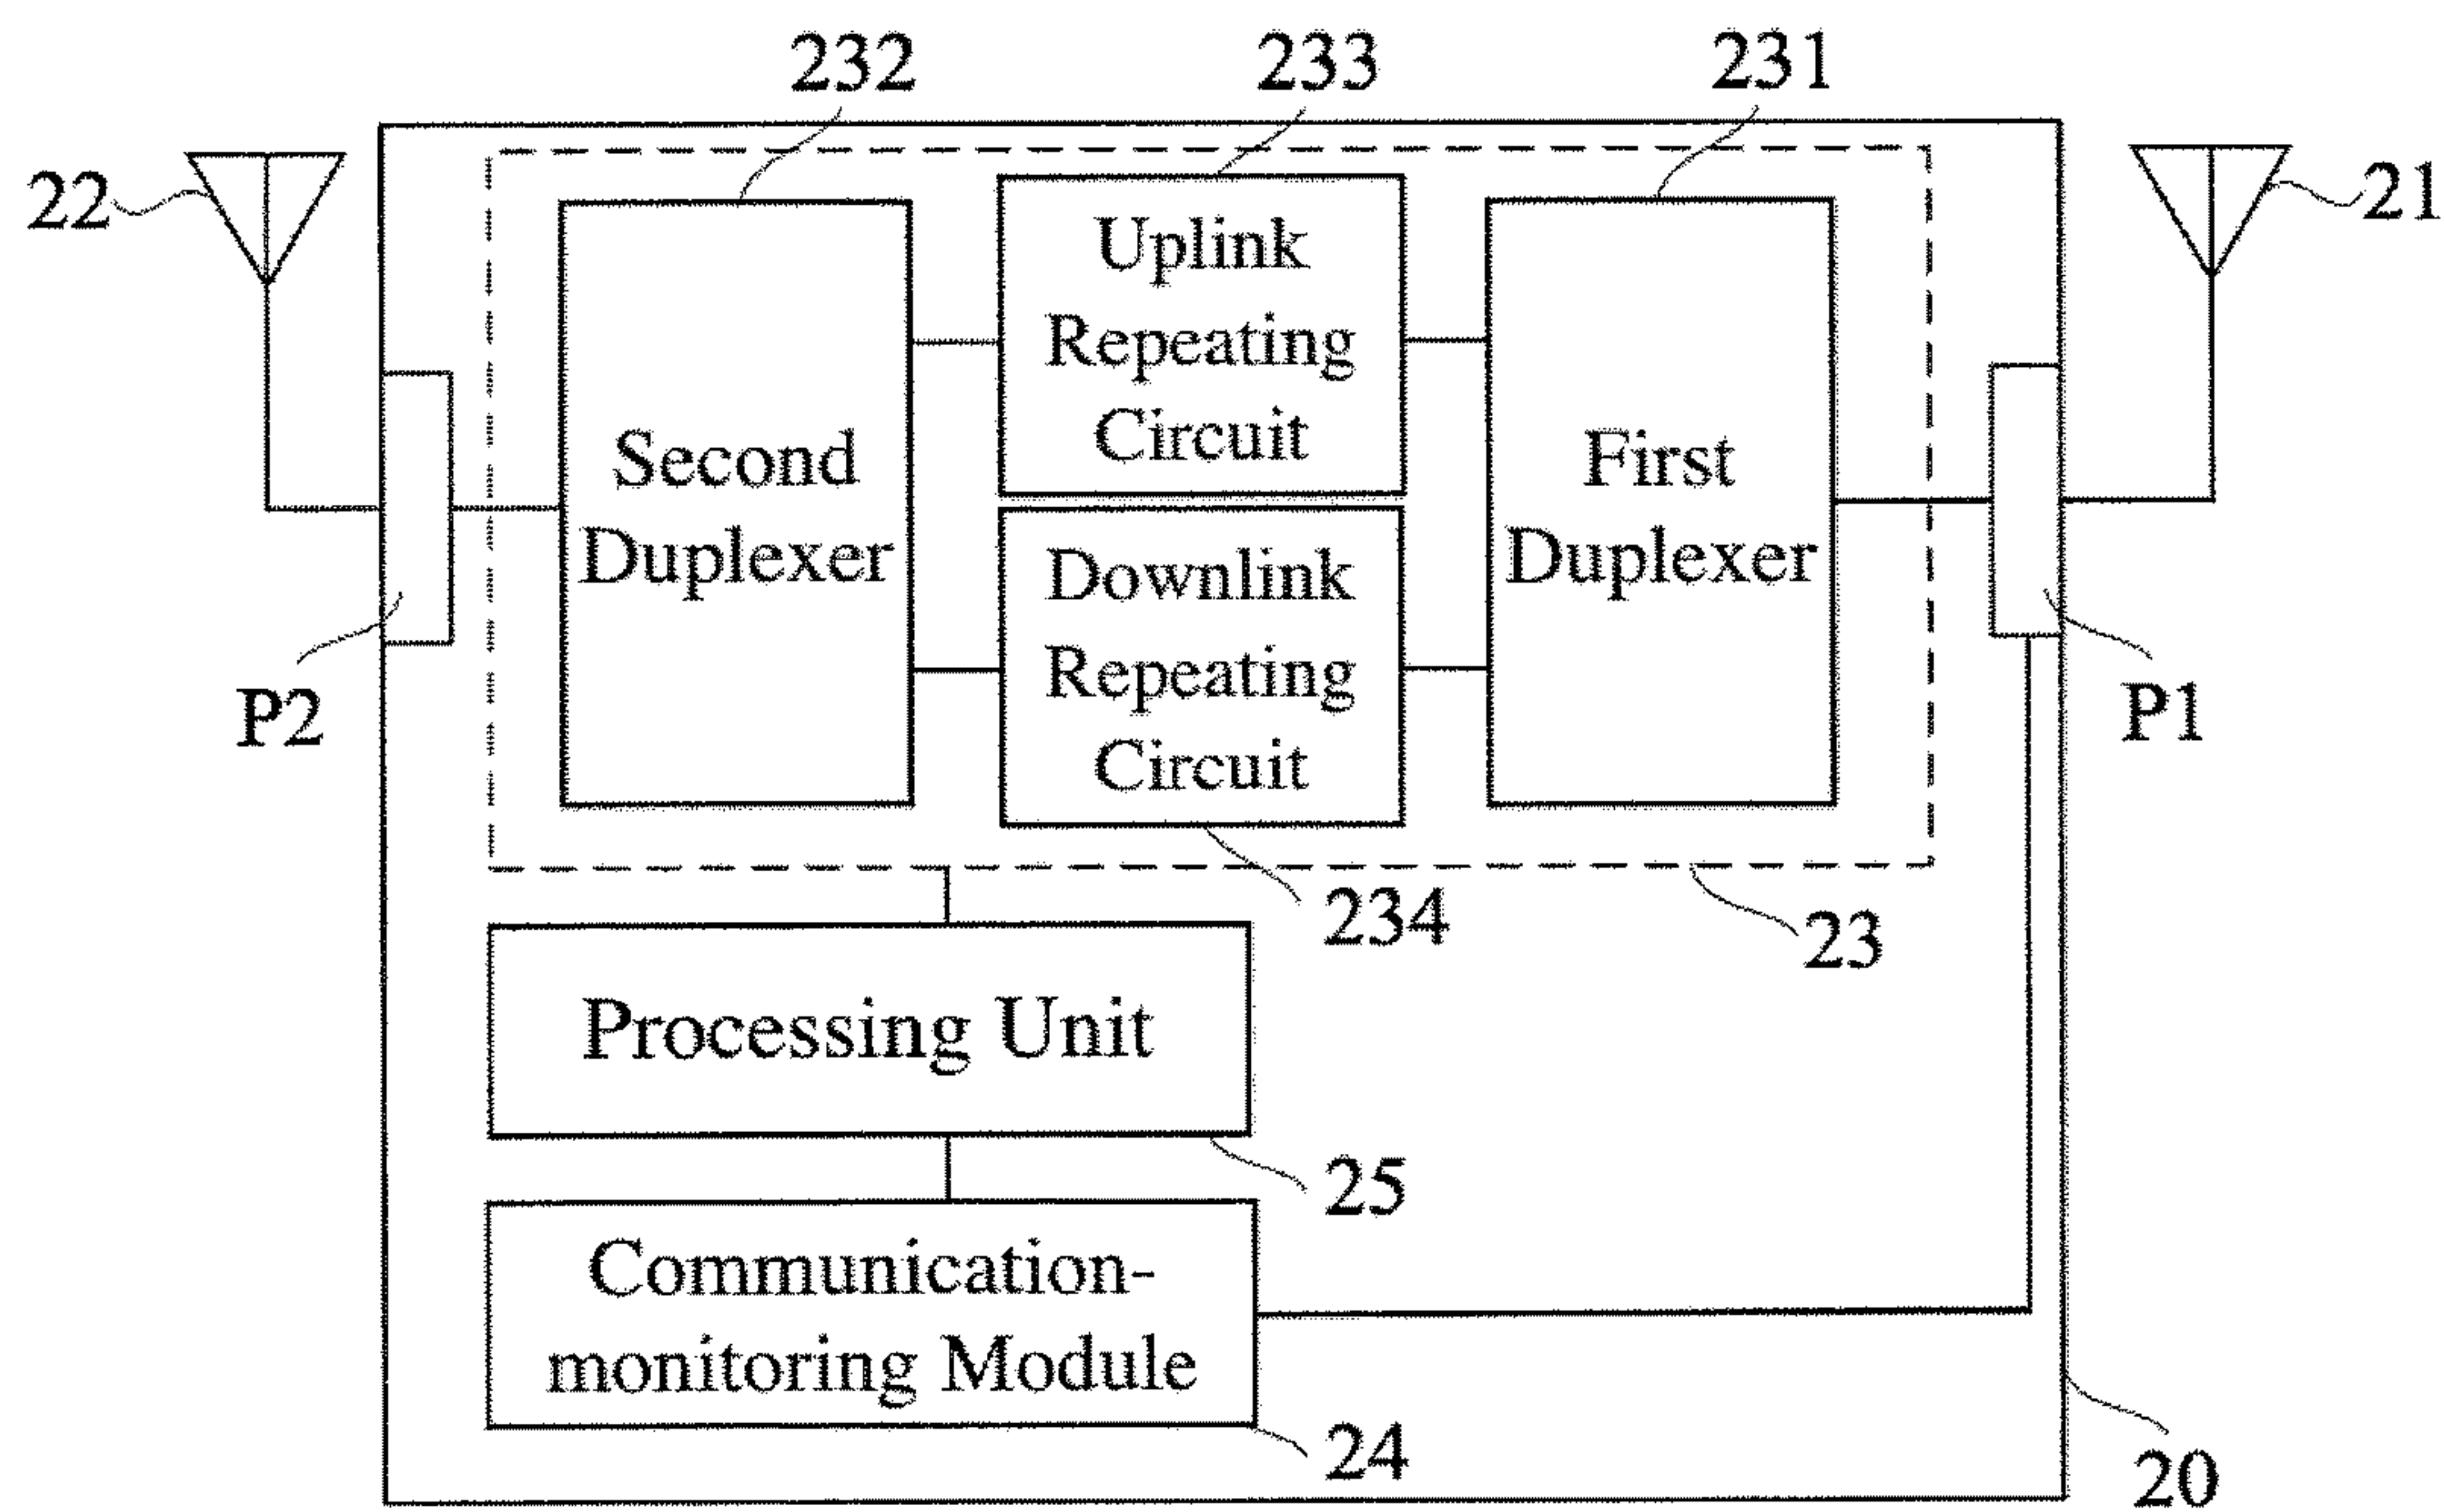 232
233
231
22
21
Uplink
Repeating
Circuit
Second
Duplexer
First
Duplexer
Downlink
Repeating
Circuit
P2
P1
234
23
Processing Unit
25
Communication-
monitoring Module
24
20